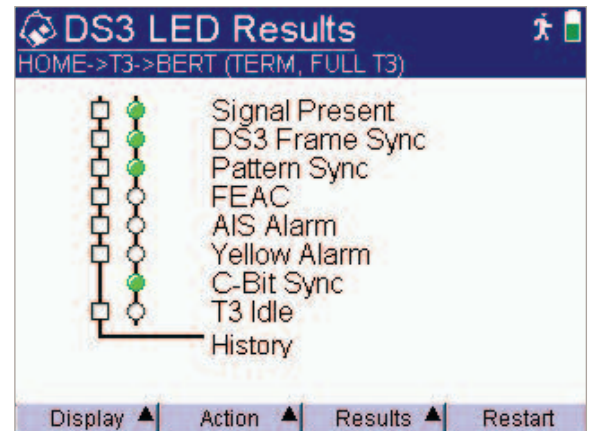 DS3 LED Results
HOME->T3->BERT (TERM, FULL T3)
Signal Present
DS3 Frame Sync
Pattern Sync
FEAC
AIS Alarm
Yellow Alarm
C-Bit Sync
T3 Idle
History
Display ▲ Action ▲ Results ▲ Restart